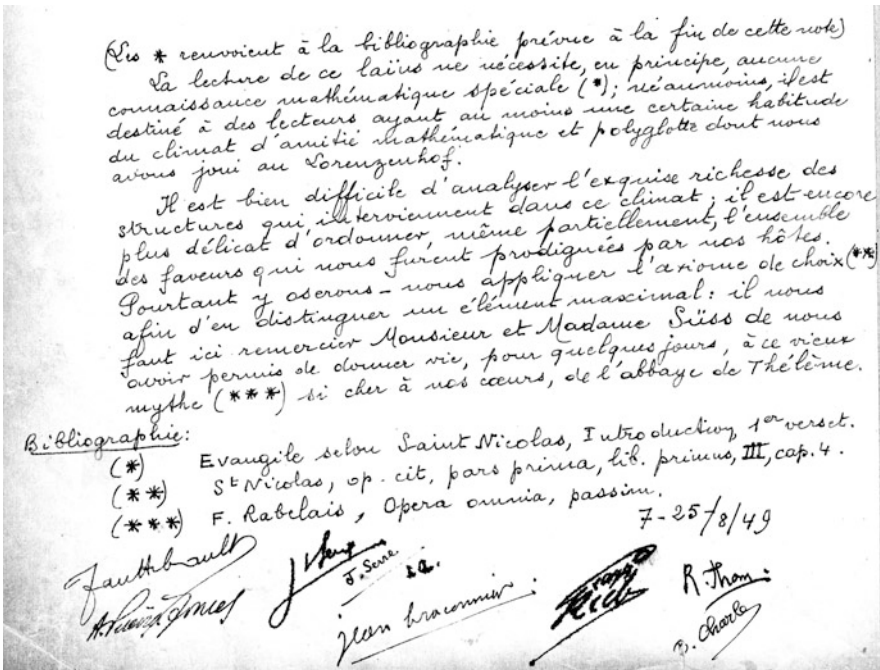 (Les * renvoient à la bibliographie prévue à la fin de cette note)
La lecture de ce laïus ne nécessite, en principe, aucune
connaissance mathématique spéciale (*); néanmoins, il est
destiné à des lecteurs ayant au moins une certaine habitude
du climat d'amitié mathématique et polyglotte dont nous
avons joui au Lorenzenhof.
Il est bien difficile d'analyser l'exquise richesse des
structures qui interviennent dans ce climat; il est encore
plus délicat d'ordonner, même partiellement, l'ensemble
des faveurs qui nous furent prodiguées par nos hôtes.
Pourtant y oserons-nous appliquer l'axiome de choix (**)
afin d'en distinguer un élément maximal: il nous
faut ici remercier Monsieur et Madame Süss de nous
avoir permis de donner vie, pour quelques jours, à ce vieux
mythe (***) si cher à nos cœurs, de l'abbaye de Thélème.
Bibliographie:
(*) Evangile selon Saint Nicolas, Introduction, 1er verset.
(**) St Nicolas, op. cit. pars prima, lib. primus, III, cap. 4.
(***) F. Rabelais, Opera omnia, passim.
7-25/8/49
J. Serre
jean braconnier
R. Thom